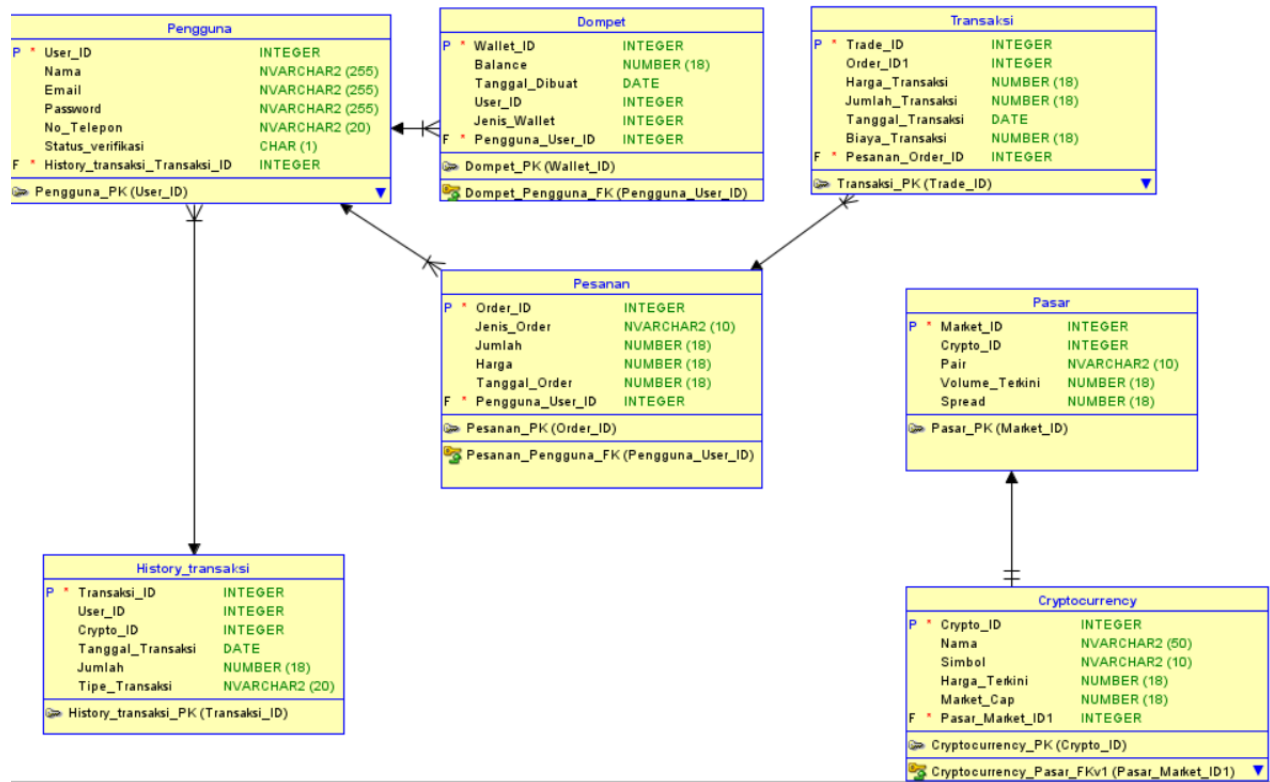 Pengguna
P * User_ID INTEGER
Nama NVARCHAR2 (255)
Email NVARCHAR2 (255)
Password NVARCHAR2 (255)
No_Telepon NVARCHAR2 (20)
Status_verifikasi CHAR (1)
F * History_transaksi_Transaksi_ID INTEGER
Pengguna_PK (User_ID)
Dompet
P * Wallet_ID INTEGER
Balance NUMBER (18)
Tanggal_Dibuat DATE
User_ID INTEGER
Jenis_Wallet INTEGER
F * Pengguna_User_ID INTEGER
Dompet_PK (Wallet_ID)
Dompet_Pengguna_FK (Pengguna_User_ID)
Transaksi
P * Trade_ID INTEGER
Order_ID1 INTEGER
Harga_Transaksi NUMBER (18)
Jumlah_Transaksi NUMBER (18)
Tanggal_Transaksi DATE
Biaya_Transaksi NUMBER (18)
F * Pesanan_Order_ID INTEGER
Transaksi_PK (Trade_ID)
Pesanan
P * Order_ID INTEGER
Jenis_Order NVARCHAR2 (10)
Jumlah NUMBER (18)
Harga NUMBER (18)
Tanggal_Order NUMBER (18)
F * Pengguna_User_ID INTEGER
Pesanan_PK (Order_ID)
Pesanan_Pengguna_FK (Pengguna_User_ID)
Pasar
P * Market_ID INTEGER
Crypto_ID INTEGER
Pair NVARCHAR2 (10)
Volume_Terkini NUMBER (18)
Spread NUMBER (18)
Pasar_PK (Market_ID)
History_transaksi
P * Transaksi_ID INTEGER
User_ID INTEGER
Crypto_ID INTEGER
Tanggal_Transaksi DATE
Jumlah NUMBER (18)
Tipe_Transaksi NVARCHAR2 (20)
History_transaksi_PK (Transaksi_ID)
Cryptocurrency
P * Crypto_ID INTEGER
Nama NVARCHAR2 (50)
Simbol NVARCHAR2 (10)
Harga_Terkini NUMBER (18)
Market_Cap NUMBER (18)
F * Pasar_Market_ID1 INTEGER
Cryptocurrency_PK (Crypto_ID)
Cryptocurrency_Pasar_FKv1 (Pasar_Market_ID1)